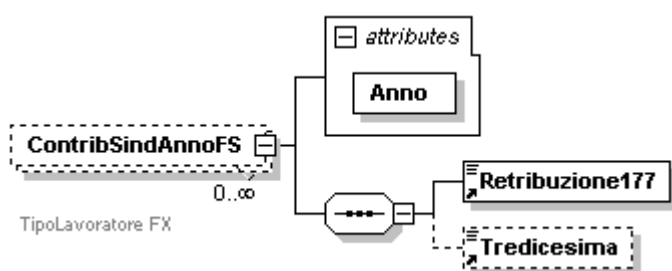 attributes
Anno
ContribSindAnnoFS
0..∞
TipoLavoratore FX
Retribuzione177
Tredicesima